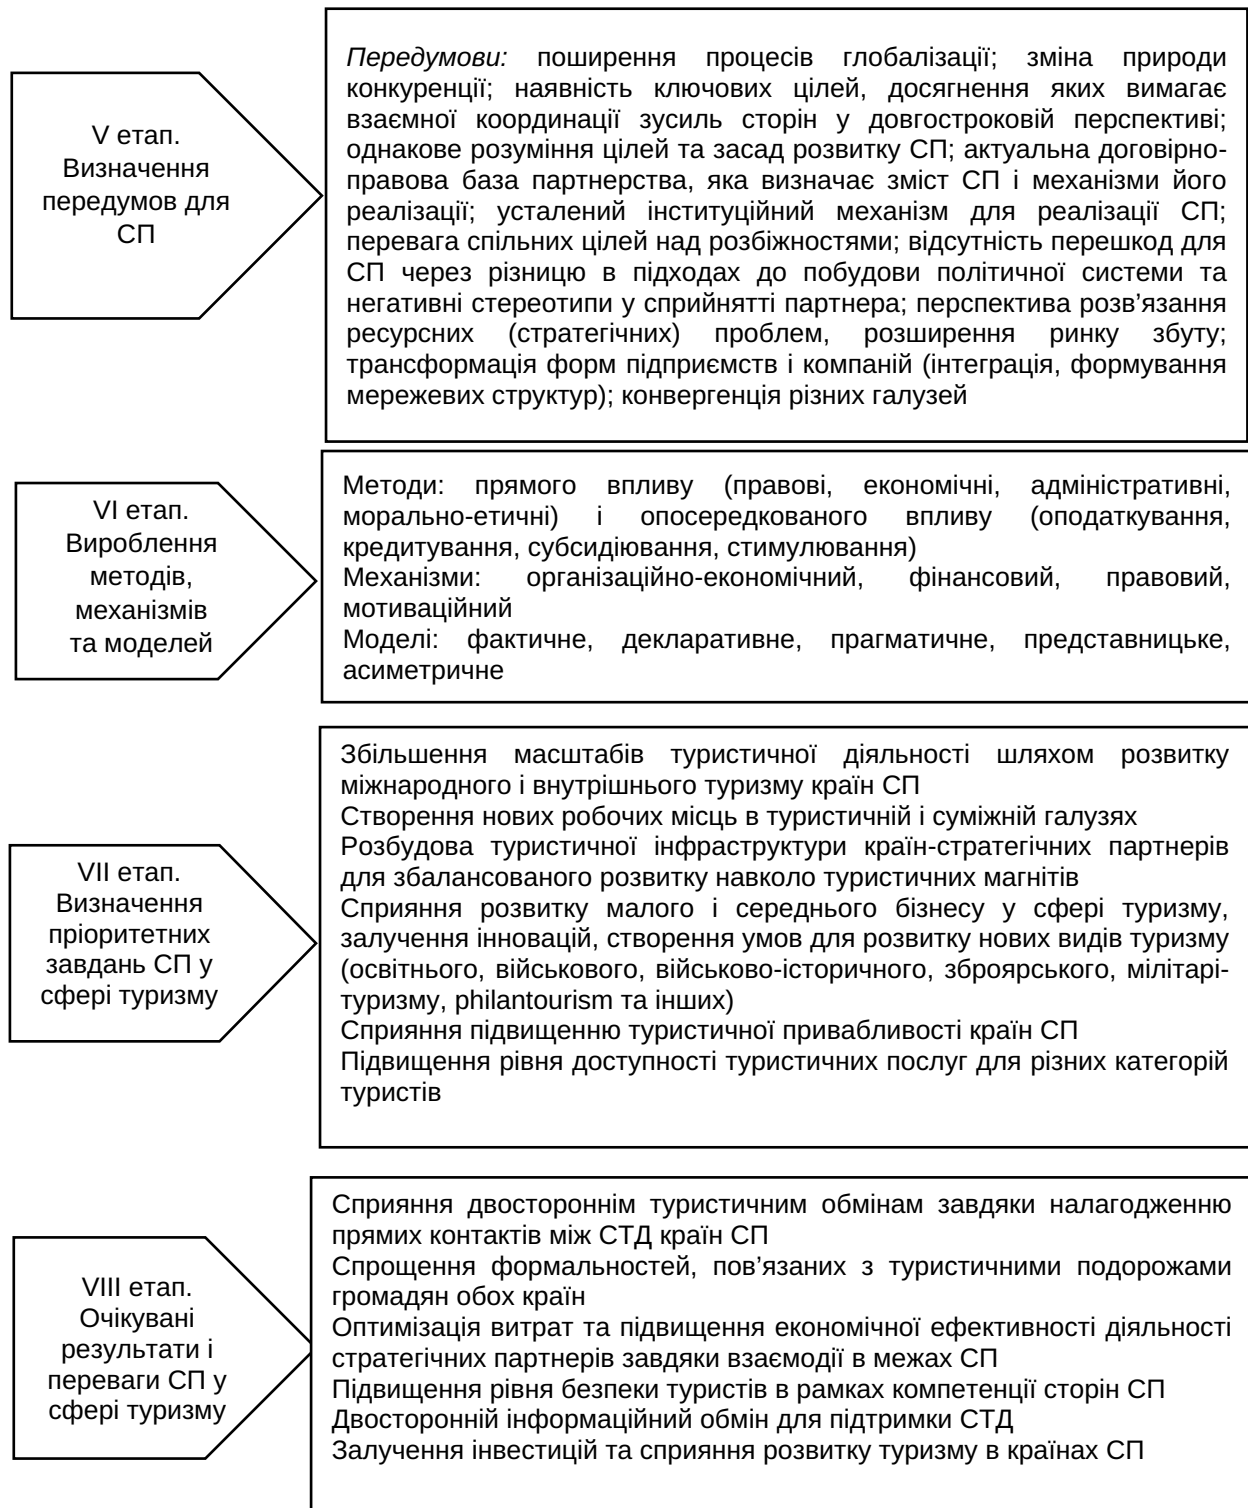 V етап.
Визначення
передумов для
СП
Передумови: поширення процесів глобалізації; зміна природи
конкуренції; наявність ключових цілей, досягнення яких вимагає
взаємної координації зусиль сторін у довгостроковій перспективі;
однакове розуміння цілей та засад розвитку СП; актуальна договірно-
правова база партнерства, яка визначає зміст СП і механізми його
реалізації; усталений інституційний механізм для реалізації СП;
перевага спільних цілей над розбіжностями; відсутність перешкод для
СП через різницю в підходах до побудови політичної системи та
негативні стереотипи у сприйнятті партнера; перспектива розв’язання
ресурсних (стратегічних) проблем, розширення ринку збуту;
трансформація форм підприємств і компаній (інтеграція, формування
мережевих структур); конвергенція різних галузей
VI етап.
Вироблення
методів,
механізмів
та моделей
Методи: прямого впливу (правові, економічні, адміністративні,
морально-етичні) і опосередкованого впливу (оподаткування,
кредитування, субсидіювання, стимулювання)
Механізми: організаційно-економічний, фінансовий, правовий,
мотиваційний
Моделі: фактичне, декларативне, прагматичне, представницьке,
асиметричне
VII етап.
Визначення
пріоритетних
завдань СП у
сфері туризму
Збільшення масштабів туристичної діяльності шляхом розвитку
міжнародного і внутрішнього туризму країн СП
Створення нових робочих місць в туристичній і суміжній галузях
Розбудова туристичної інфраструктури країн-стратегічних партнерів
для збалансованого розвитку навколо туристичних магнітів
Сприяння розвитку малого і середнього бізнесу у сфері туризму,
залучення інновацій, створення умов для розвитку нових видів туризму
(освітнього, військового, військово-історичного, зброярського, мілітарі-
туризму, philantourism та інших)
Сприяння підвищенню туристичної привабливості країн СП
Підвищення рівня доступності туристичних послуг для різних категорій
туристів
VIII етап.
Очікувані
результати і
переваги СП у
сфері туризму
Сприяння двостороннім туристичним обмінам завдяки налагодженню
прямих контактів між СТД країн СП
Спрощення формальностей, пов’язаних з туристичними подорожами
громадян обох країн
Оптимізація витрат та підвищення економічної ефективності діяльності
стратегічних партнерів завдяки взаємодії в межах СП
Підвищення рівня безпеки туристів в рамках компетенції сторін СП
Двосторонній інформаційний обмін для підтримки СТД
Залучення інвестицій та сприяння розвитку туризму в країнах СП